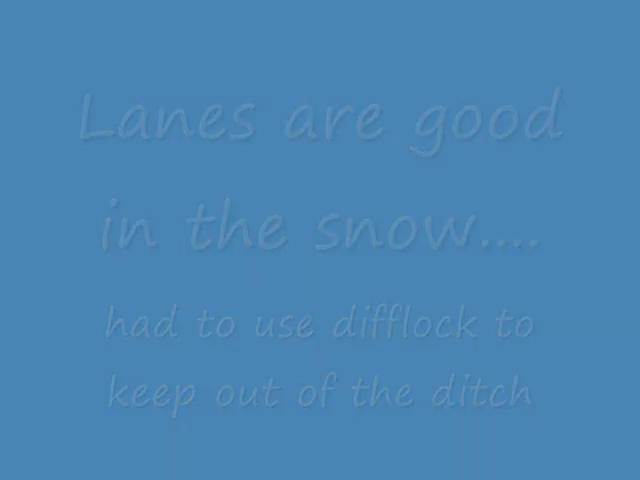 Lanes are good
in the snow....
had to use difflock to
keep out of the ditch